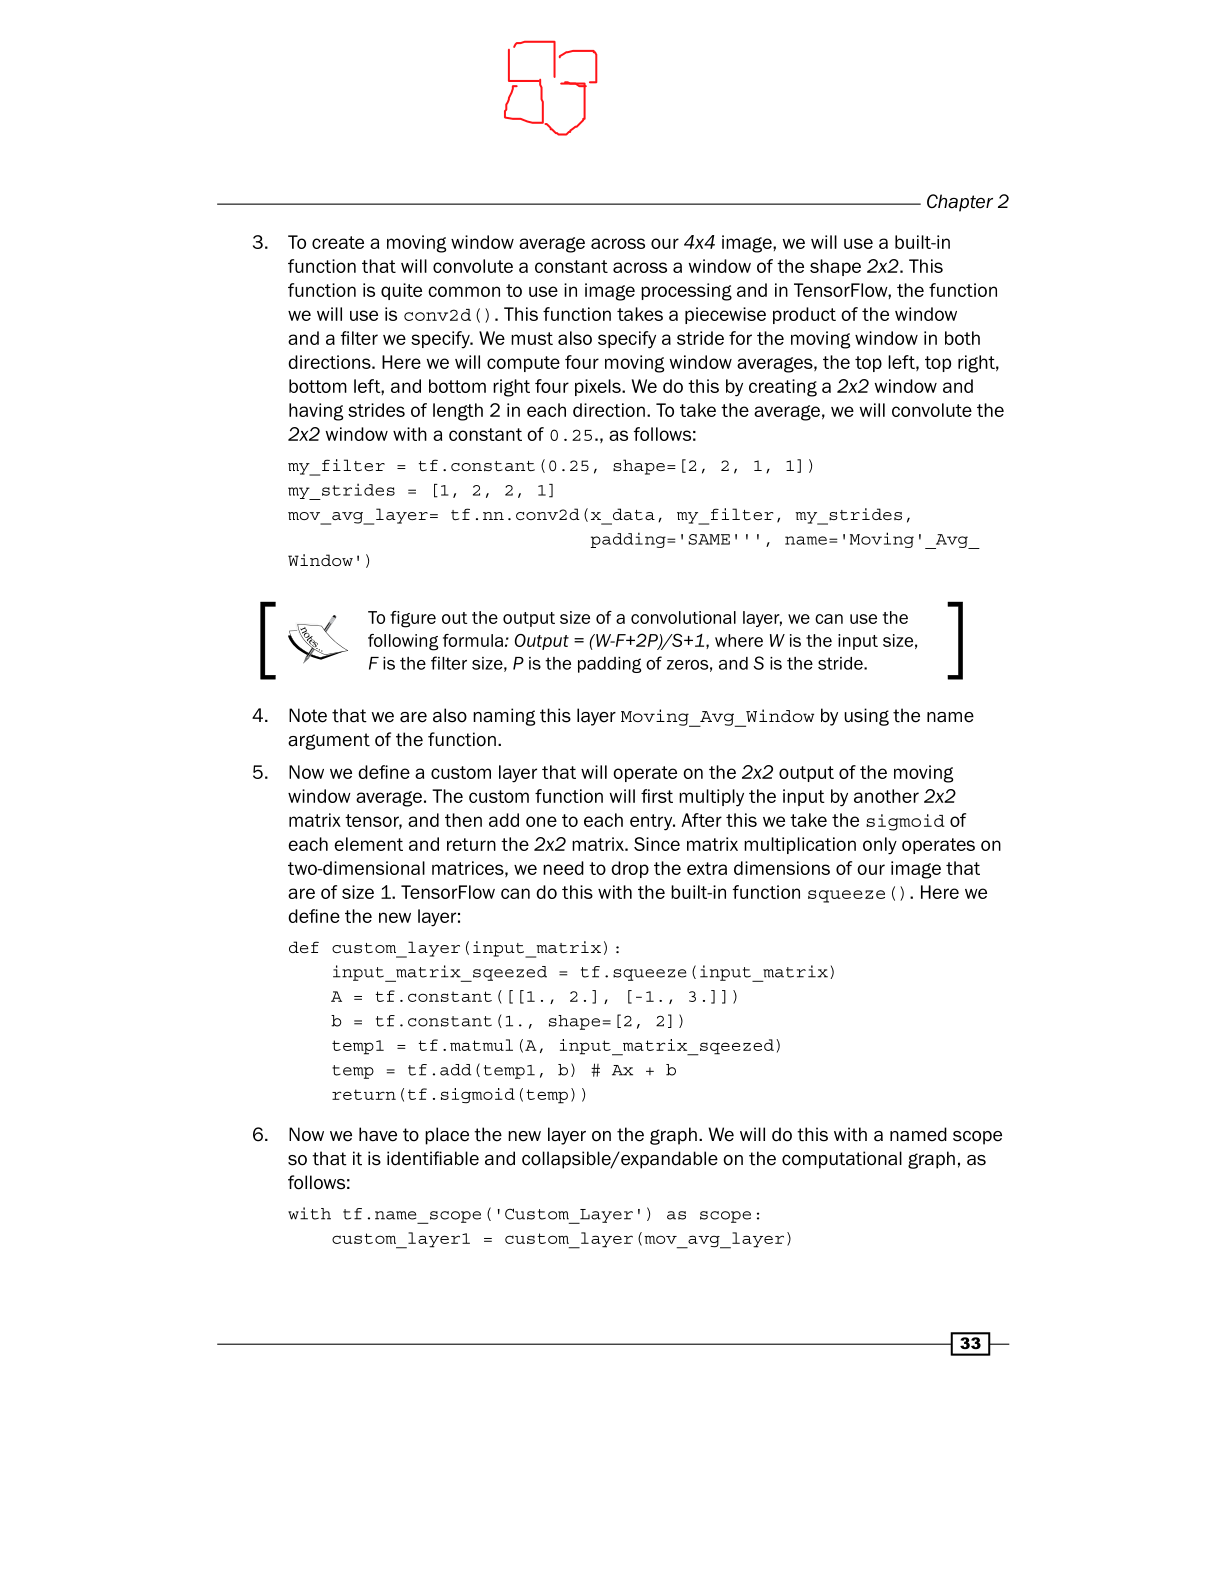 Chapter 2
3. To create a moving window average across our 4x4 image, we will use a built-in
function that will convolute a constant across a window of the shape 2x2. This
function is quite common to use in image processing and in TensorFlow, the function
we will use is conv2d(). This function takes a piecewise product of the window
and a filter we specify. We must also specify a stride for the moving window in both
directions. Here we will compute four moving window averages, the top left, top right,
bottom left, and bottom right four pixels. We do this by creating a 2x2 window and
having strides of length 2 in each direction. To take the average, we will convolute the
2x2 window with a constant of 0.25., as follows:
my_filter = tf.constant(0.25, shape=[2, 2, 1, 1])
my_strides = [1, 2, 2, 1]
mov_avg_layer= tf.nn.conv2d(x_data, my_filter, my_strides,
padding='SAME''', name='Moving'_Avg_
Window')
notes...
To figure out the output size of a convolutional layer, we can use the
following formula: Output = (W-F+2P)/S+1, where W is the input size,
F is the filter size, P is the padding of zeros, and S is the stride.
4. Note that we are also naming this layer Moving_Avg_Window by using the name
argument of the function.
5. Now we define a custom layer that will operate on the 2x2 output of the moving
window average. The custom function will first multiply the input by another 2x2
matrix tensor, and then add one to each entry. After this we take the sigmoid of
each element and return the 2x2 matrix. Since matrix multiplication only operates on
two-dimensional matrices, we need to drop the extra dimensions of our image that
are of size 1. TensorFlow can do this with the built-in function squeeze(). Here we
define the new layer:
def custom_layer(input_matrix):
    input_matrix_sqeezed = tf.squeeze(input_matrix)
    A = tf.constant([[1., 2.], [-1., 3.]])
    b = tf.constant(1., shape=[2, 2])
    temp1 = tf.matmul(A, input_matrix_sqeezed)
    temp = tf.add(temp1, b) # Ax + b
    return(tf.sigmoid(temp))
6. Now we have to place the new layer on the graph. We will do this with a named scope
so that it is identifiable and collapsible/expandable on the computational graph, as
follows:
with tf.name_scope('Custom_Layer') as scope:
    custom_layer1 = custom_layer(mov_avg_layer)
33